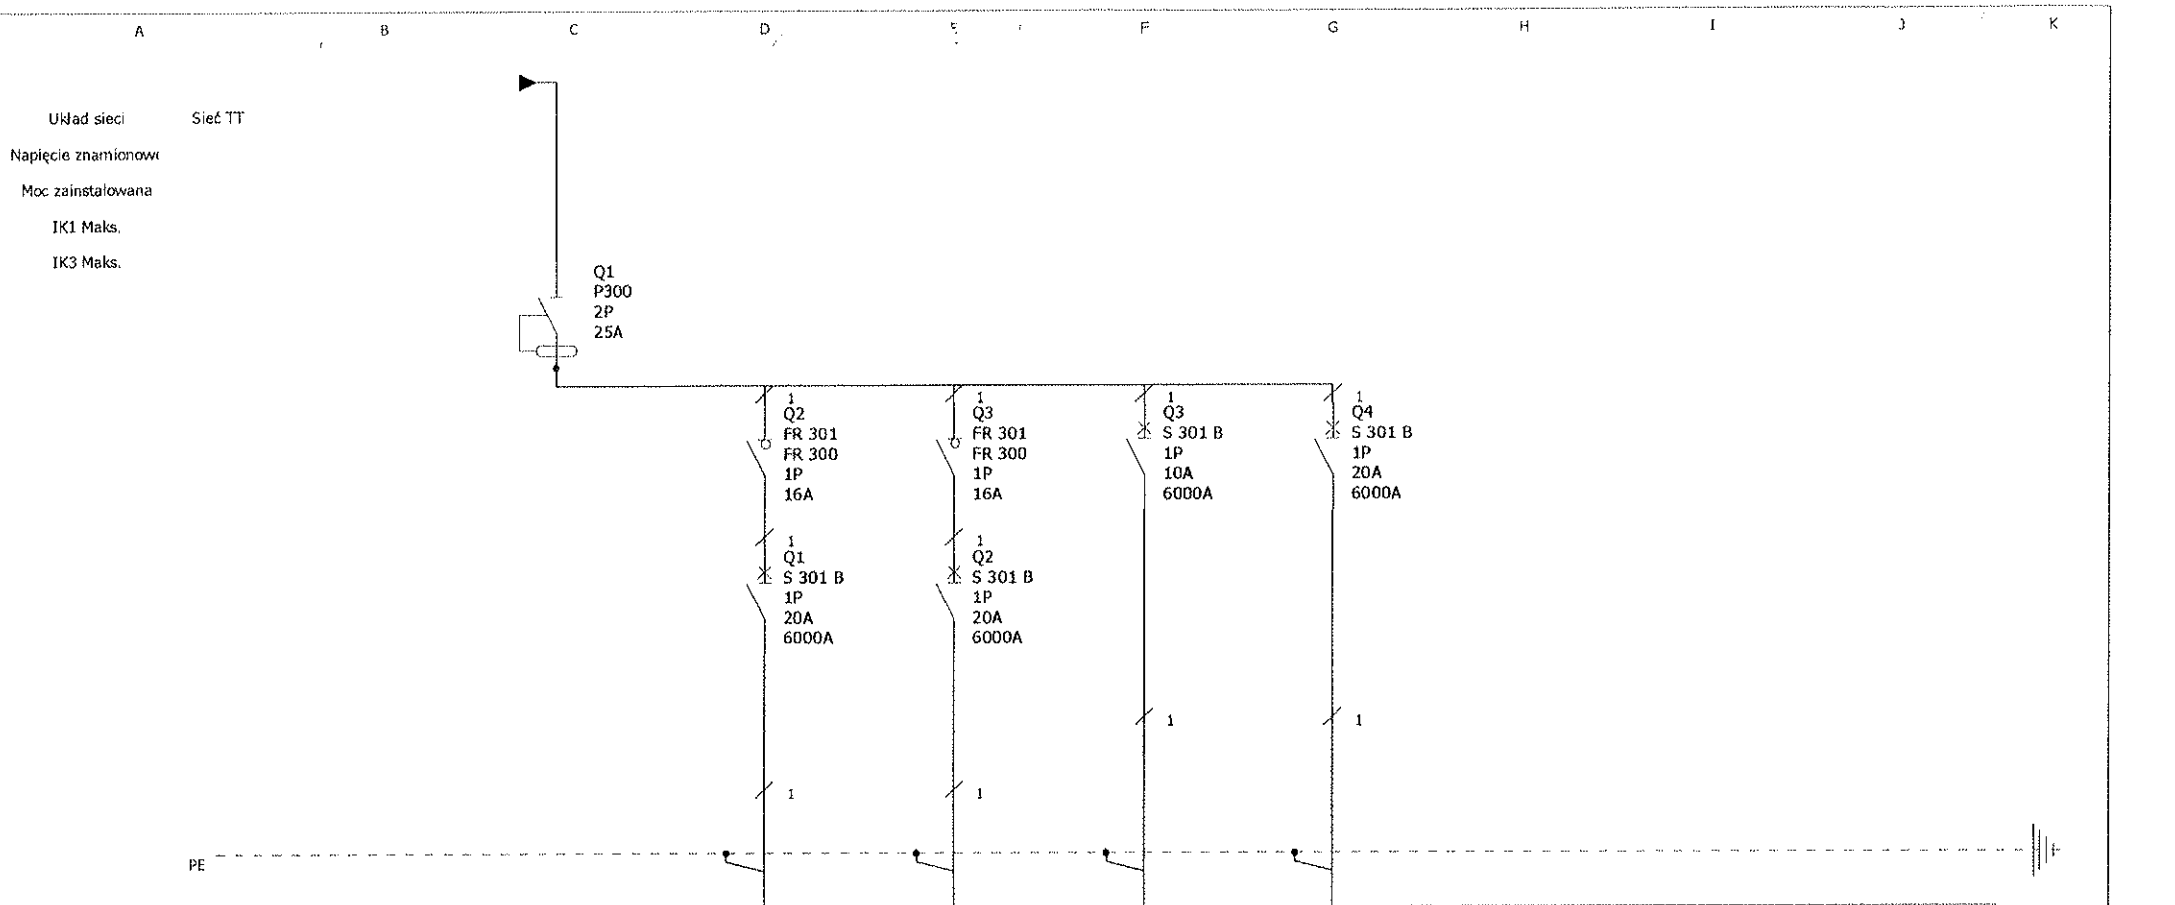 A B C D E F G H I J K
Układ sieci Sieć TT
Napięcie znamionowe
Moc zainstalowana
IK1 Maks.
IK3 Maks.
Q1
P300
2P
25A
1
Q2
FR 301
FR 300
1P
16A
1
Q1
S 301 B
1P
20A
6000A
1
1
Q3
FR 301
FR 300
1P
16A
1
Q2
S 301 B
1P
20A
6000A
1
1
Q3
S 301 B
1P
10A
6000A
1
1
Q4
S 301 B
1P
20A
6000A
1
PE